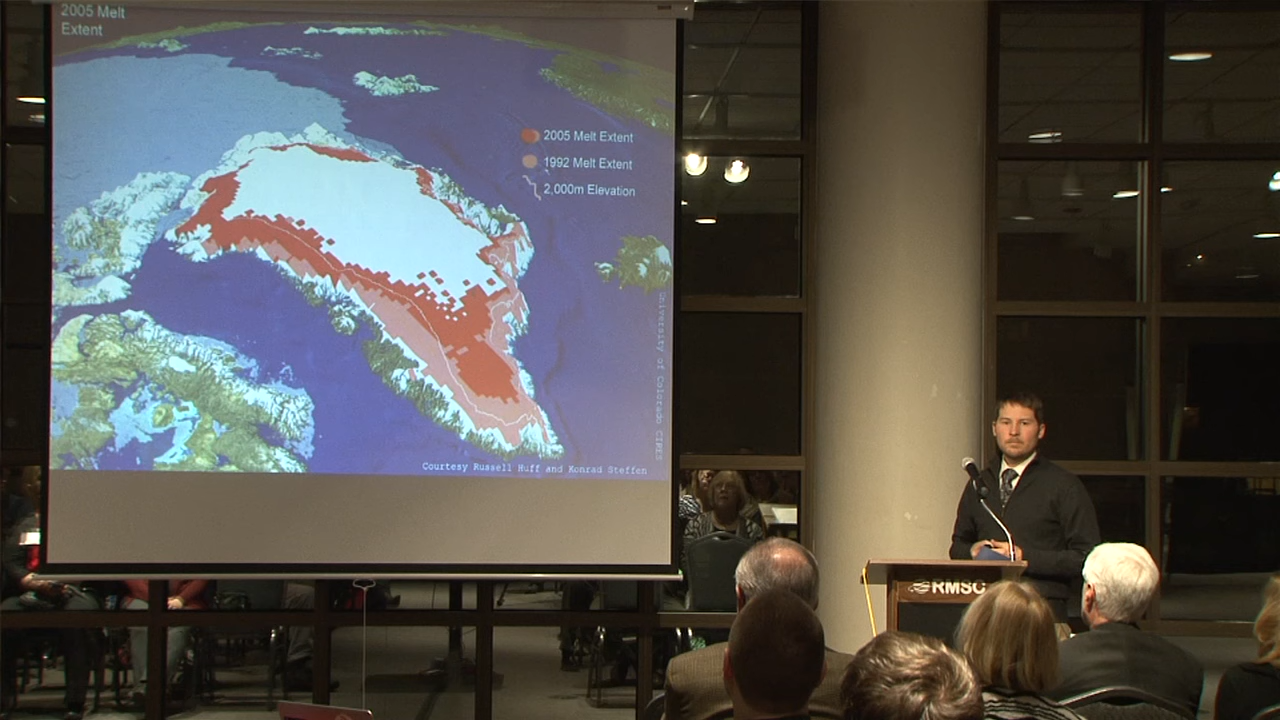 2005 Melt
Extent
2005 Melt Extent
1992 Melt Extent
2,000m Elevation
University of Colorado CIRES
Courtesy Russell Huff and Konrad Steffen
RMSC